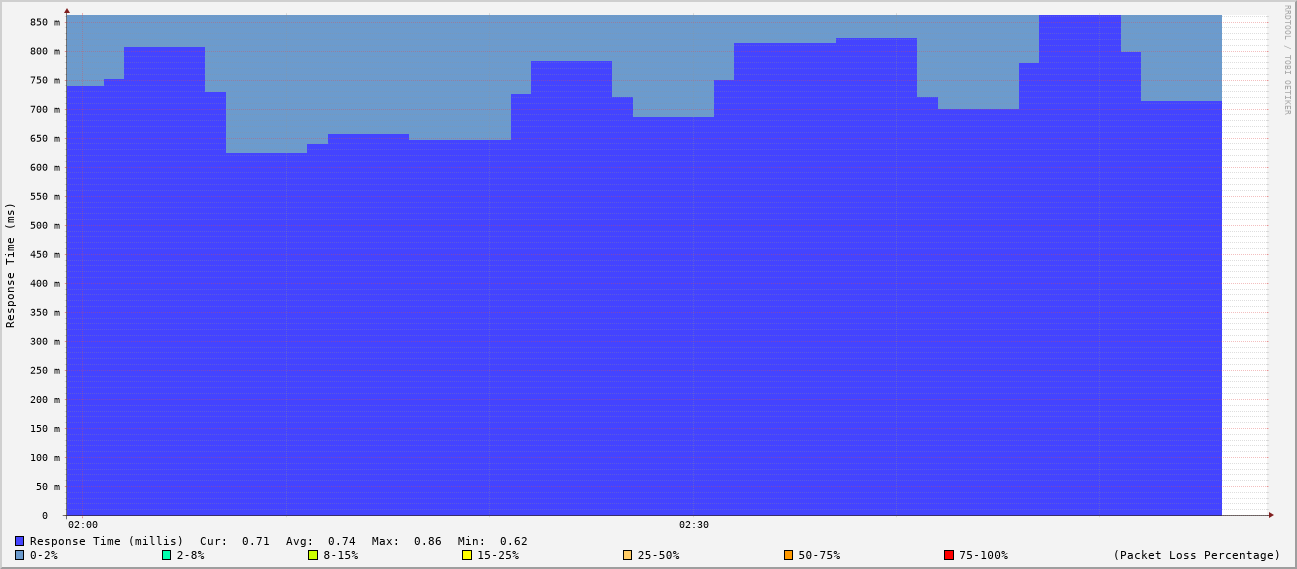 RRDTOOL / TOBI OETIKER
Response Time (ms)
850 m
800 m
750 m
700 m
650 m
600 m
550 m
500 m
450 m
400 m
350 m
300 m
250 m
200 m
150 m
100 m
50 m
0
02:00 02:30
Response Time (millis) Cur: 0.71 Avg: 0.74 Max: 0.86 Min: 0.62
0-2% 2-8% 8-15% 15-25% 25-50% 50-75% 75-100% (Packet Loss Percentage)